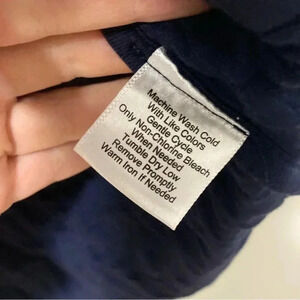 Machine Wash Cold
With Like Colors
Gentle Cycle
Only Non-Chlorine Bleach
When Needed
Tumble Dry Low
Remove Promptly
Warm Iron If Needed